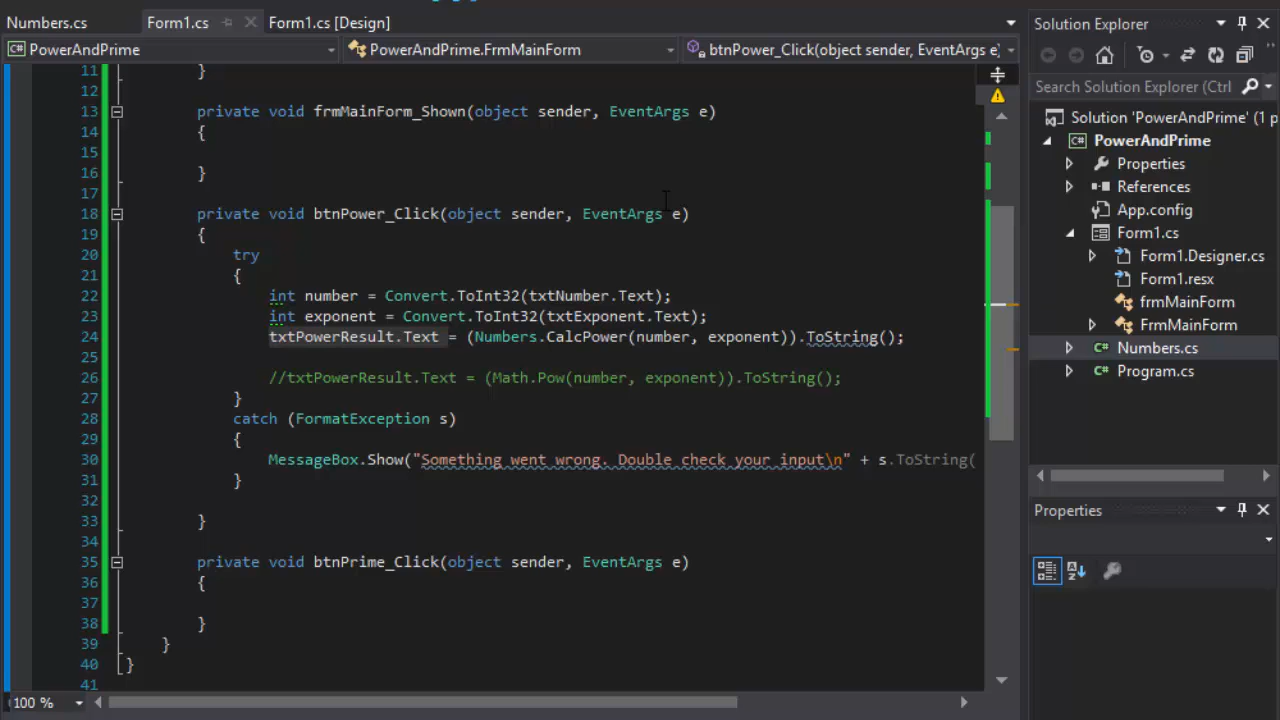 Numbers.cs
Form1.cs
Form1.cs [Design]
PowerAndPrime
PowerAndPrime.FrmMainForm
btnPower_Click(object sender, EventArgs e)
11 }
12
13 private void frmMainForm_Shown(object sender, EventArgs e)
14 {
15
16 }
17
18 private void btnPower_Click(object sender, EventArgs e)
19 {
20 try
21 {
22 int number = Convert.ToInt32(txtNumber.Text);
23 int exponent = Convert.ToInt32(txtExponent.Text);
24 txtPowerResult.Text = (Numbers.CalcPower(number, exponent)).ToString();
25
26 //txtPowerResult.Text = (Math.Pow(number, exponent)).ToString();
27 }
28 catch (FormatException s)
29 {
30 MessageBox.Show("Something went wrong. Double check your input\n" + s.ToString(
31 }
32
33 }
34
35 private void btnPrime_Click(object sender, EventArgs e)
36 {
37
38 }
39 }
40 }
41
100 %
Solution Explorer
Search Solution Explorer (Ctrl
Solution 'PowerAndPrime' (1 p
C# PowerAndPrime
Properties
References
App.config
Form1.cs
Form1.Designer.cs
Form1.resx
frmMainForm
FrmMainForm
C# Numbers.cs
C# Program.cs
Properties